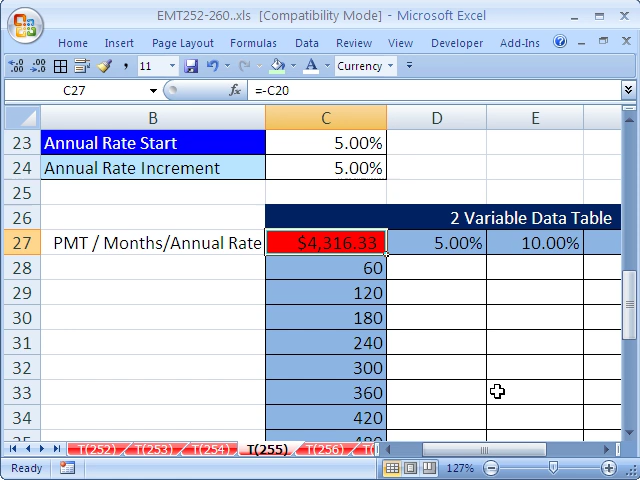 EMT252-260..xls [Compatibility Mode] - Microsoft Excel
Home Insert Page Layout Formulas Data Review View Developer Add-Ins
11 Currency
C27 fx =-C20
B C D E
23 Annual Rate Start 5.00%
24 Annual Rate Increment 5.00%
25
26 2 Variable Data Table
27 PMT / Months/Annual Rate $4,316.33 5.00% 10.00%
28 60
29 120
30 180
31 240
32 300
33 360
34 420
35 480
T(252) T(253) T(254) T(255) T(256)
Ready 127%